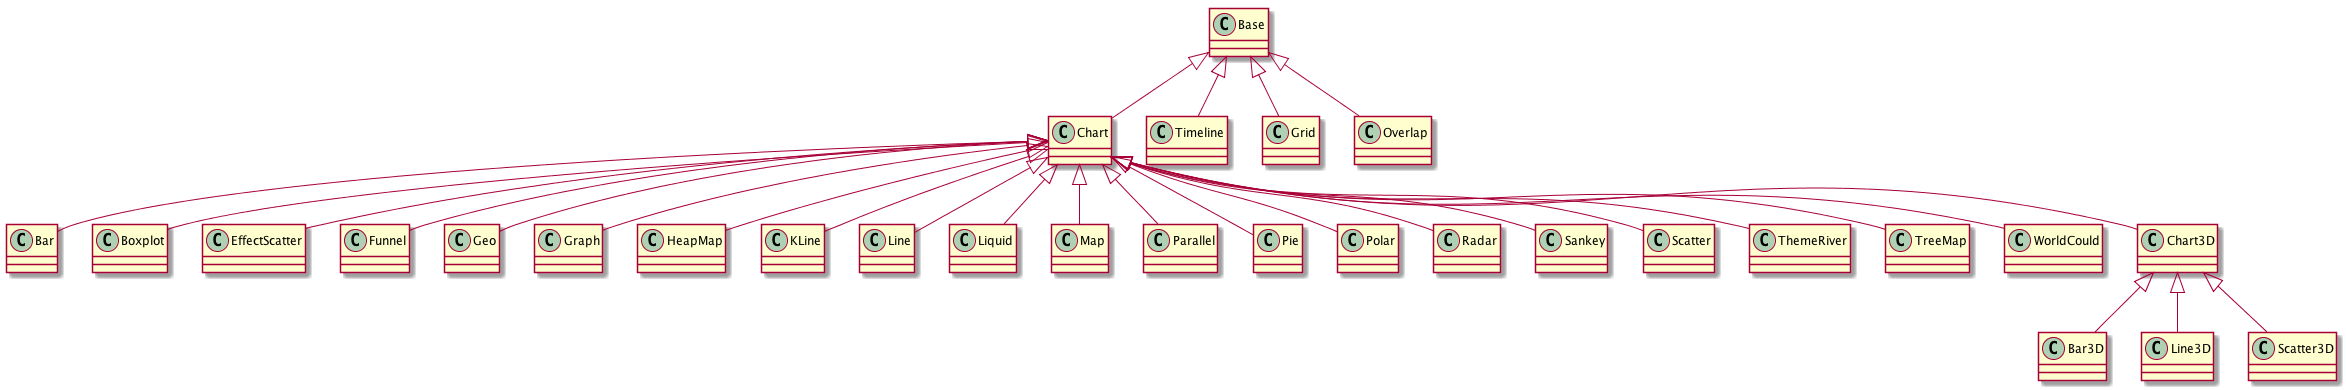 C Base
C Chart
C Timeline
C Grid
C Overlap
C Bar
C Boxplot
C EffectScatter
C Funnel
C Geo
C Graph
C HeapMap
C KLine
C Line
C Liquid
C Map
C Parallel
C Pie
C Polar
C Radar
C Sankey
C Scatter
C ThemeRiver
C TreeMap
C WorldCould
C Chart3D
C Bar3D
C Line3D
C Scatter3D